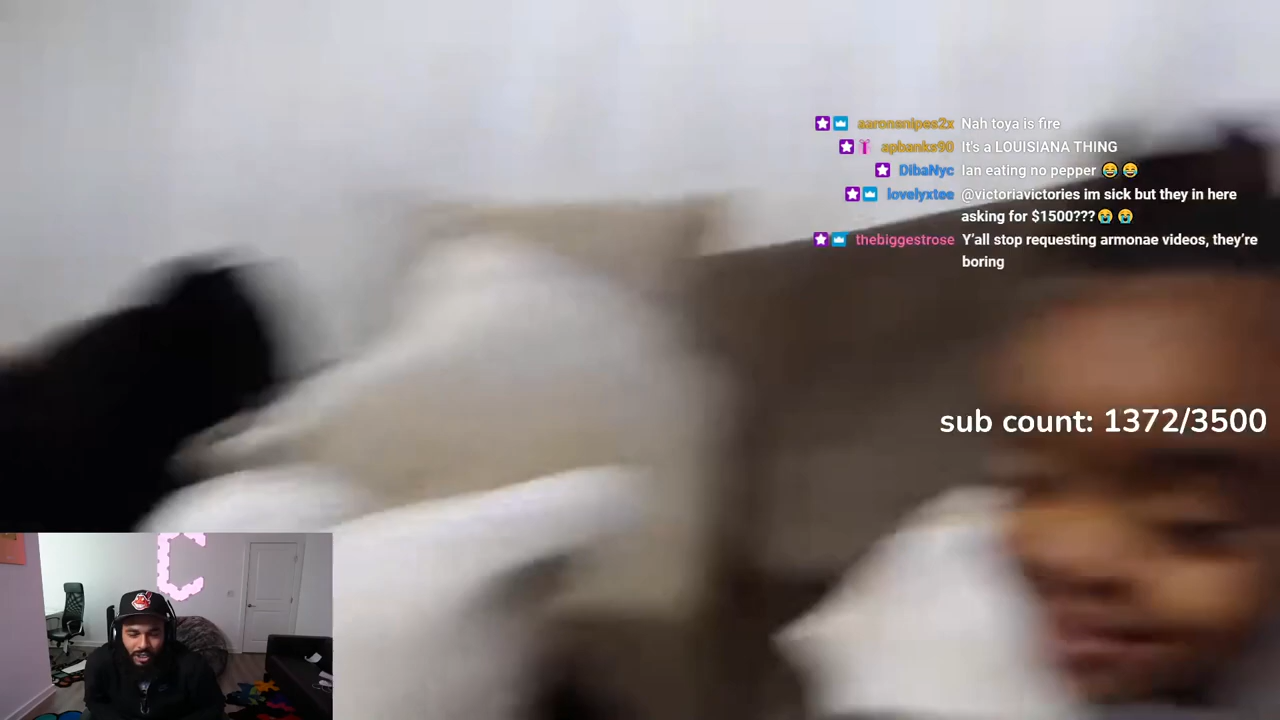 aaronsnipes2x Nah toya is fire
apbanks90 It's a LOUISIANA THING
DibaNyc Ian eating no pepper 😂 😂
lovelyxtee @victoriavictories im sick but they in here
asking for $1500???😭 😭
thebiggestrose Y'all stop requesting armonae videos, they're
boring
sub count: 1372/3500